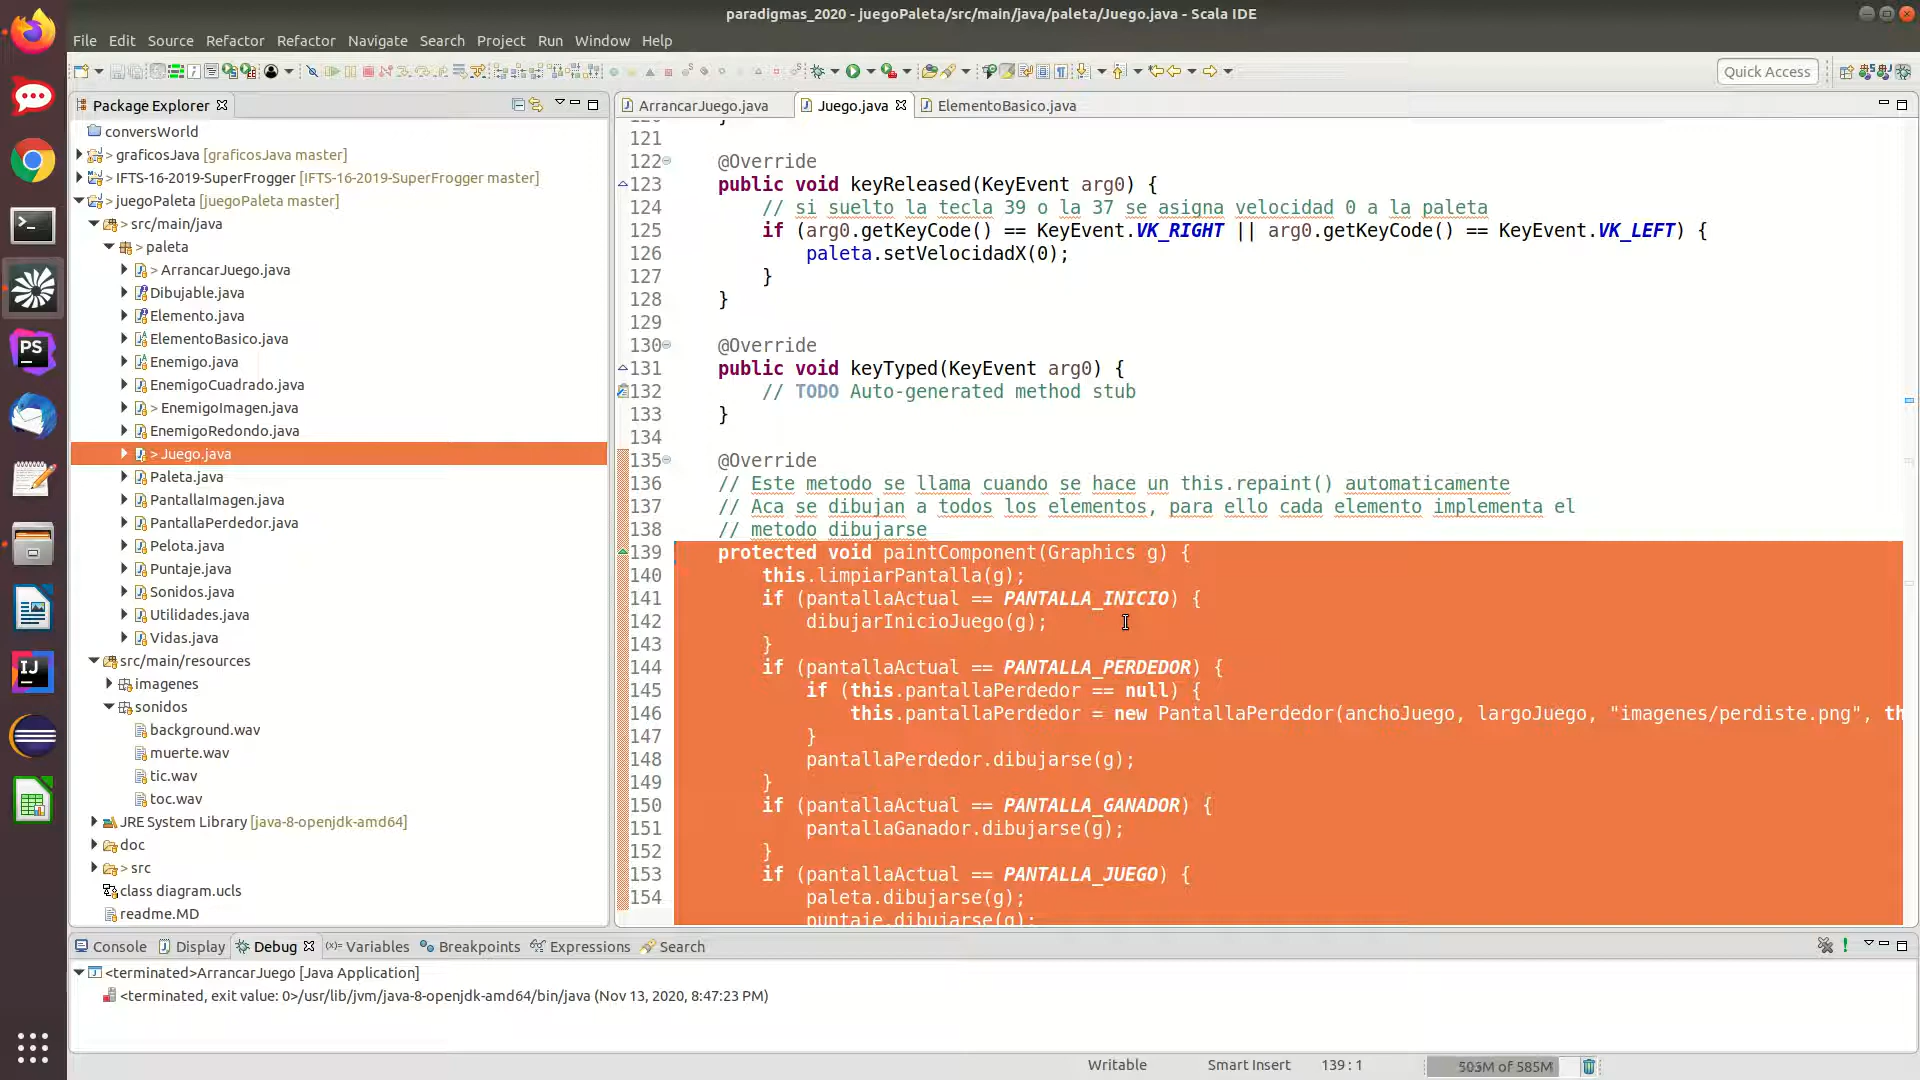 paradigmas_2020 - juegoPaleta/src/main/java/paleta/Juego.java - Scala IDE
File Edit Source Refactor Refactor Navigate Search Project Run Window Help
Quick Access
Package Explorer
conversWorld
> graficosJava [graficosJava master]
> IFTS-16-2019-SuperFrogger [IFTS-16-2019-SuperFrogger master]
> juegoPaleta [juegoPaleta master]
> src/main/java
> paleta
> ArrancarJuego.java
Dibujable.java
Elemento.java
ElementoBasico.java
Enemigo.java
EnemigoCuadrado.java
> EnemigoImagen.java
EnemigoRedondo.java
> Juego.java
Paleta.java
PantallaImagen.java
PantallaPerdedor.java
Pelota.java
Puntaje.java
Sonidos.java
Utilidades.java
Vidas.java
src/main/resources
imagenes
sonidos
background.wav
muerte.wav
tic.wav
toc.wav
JRE System Library [java-8-openjdk-amd64]
doc
> src
class diagram.ucls
readme.MD
ArrancarJuego.java Juego.java ElementoBasico.java
121
122 @Override
123 public void keyReleased(KeyEvent arg0) {
124 // si suelto la tecla 39 o la 37 se asigna velocidad 0 a la paleta
125 if (arg0.getKeyCode() == KeyEvent.VK_RIGHT || arg0.getKeyCode() == KeyEvent.VK_LEFT) {
126 paleta.setVelocidadX(0);
127 }
128 }
129
130 @Override
131 public void keyTyped(KeyEvent arg0) {
132 // TODO Auto-generated method stub
133 }
134
135 @Override
136 // Este metodo se llama cuando se hace un this.repaint() automaticamente
137 // Aca se dibujan a todos los elementos, para ello cada elemento implementa el
138 // metodo dibujarse
139 protected void paintComponent(Graphics g) {
140 this.limpiarPantalla(g);
141 if (pantallaActual == PANTALLA_INICIO) {
142 dibujarInicioJuego(g);
143 }
144 if (pantallaActual == PANTALLA_PERDEDOR) {
145 if (this.pantallaPerdedor == null) {
146 this.pantallaPerdedor = new PantallaPerdedor(anchoJuego, largoJuego, "imagenes/perdiste.png", th
147 }
148 pantallaPerdedor.dibujarse(g);
149 }
150 if (pantallaActual == PANTALLA_GANADOR) {
151 pantallaGanador.dibujarse(g);
152 }
153 if (pantallaActual == PANTALLA_JUEGO) {
154 paleta.dibujarse(g);
puntaje.dibujarse(g);
Console Display Debug Variables Breakpoints Expressions Search
<terminated>ArrancarJuego [Java Application]
<terminated, exit value: 0>/usr/lib/jvm/java-8-openjdk-amd64/bin/java (Nov 13, 2020, 8:47:23 PM)
Writable Smart Insert 139 : 1 503M of 585M